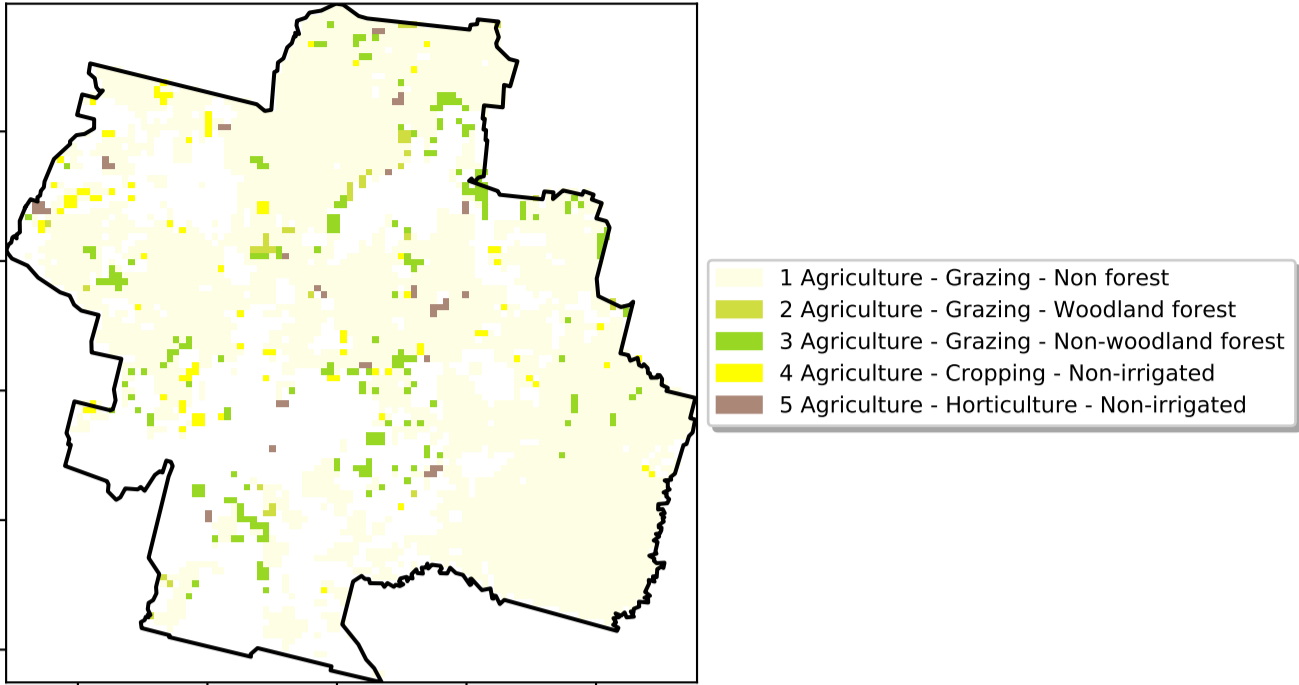 1 Agriculture - Grazing - Non forest
2 Agriculture - Grazing - Woodland forest
3 Agriculture - Grazing - Non-woodland forest
4 Agriculture - Cropping - Non-irrigated
5 Agriculture - Horticulture - Non-irrigated